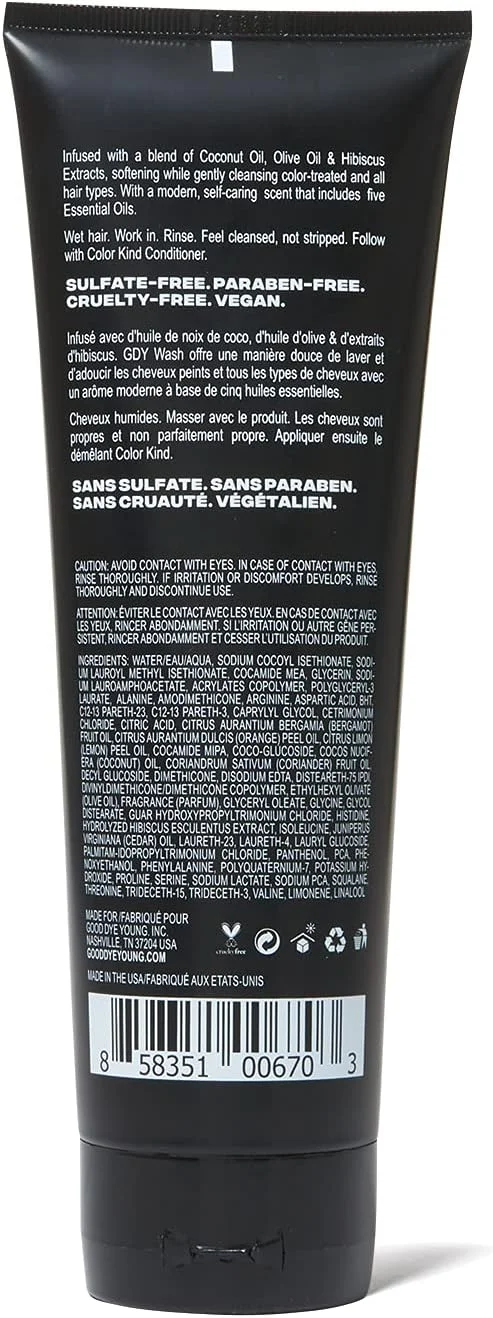 Infused with a blend of Coconut Oil, Olive Oil & Hibiscus
Extracts, softening while gently cleansing color-treated and all
hair types. With a modern, self-caring scent that includes five
Essential Oils.
Wet hair. Work in. Rinse. Feel cleansed, not stripped. Follow
with Color Kind Conditioner.
SULFATE-FREE. PARABEN-FREE.
CRUELTY-FREE. VEGAN.
Infusé avec d'huile de noix de coco, d'huile d'olive & d'extraits
d'hibiscus. GDY Wash offre une manière douce de laver et
d'adoucir les cheveux peints et tous les types de cheveux avec
un arôme moderne à base de cinq huiles essentielles.
Cheveux humides. Masser avec le produit. Les cheveux sont
propres et non parfaitement propre. Appliquer ensuite le
démêlant Color Kind.
SANS SULFATE. SANS PARABEN.
SANS CRUAUTÉ. VÉGÉTALIEN.
CAUTION: AVOID CONTACT WITH EYES. IN CASE OF CONTACT WITH EYES,
RINSE THOROUGHLY. IF IRRITATION OR DISCOMFORT DEVELOPS, RINSE
THOROUGHLY AND DISCONTINUE USE.
ATTENTION: ÉVITER LE CONTACT AVEC LES YEUX. EN CAS DE CONTACT AVEC
LES YEUX, RINCER ABONDAMMENT. SI L'IRRITATION OU AUTRE GÊNE PER-
SISTENT, RINCER ABONDAMMENT ET CESSER L'UTILISATION DU PRODUIT.
INGREDIENTS: WATER/EAU/AQUA, SODIUM COCOYL ISETHIONATE, SODI-
UM LAUROYL METHYL ISETHIONATE, COCAMIDE MEA, GLYCERIN, SODI-
UM LAUROAMPHOACETATE, ACRYLATES COPOLYMER, POLYGLYCERYL-3
LAURATE, ALANINE, AMODIMETHICONE, ARGININE, ASPARTIC ACID, BHT,
C12-13 PARETH-23, C12-13 PARETH-3, CAPRYLYL GLYCOL, CETRIMONIUM
CHLORIDE, CITRIC ACID, CITRUS AURANTIUM BERGAMIA (BERGAMOT)
FRUIT OIL, CITRUS AURANTIUM DULCIS (ORANGE) PEEL OIL, CITRUS LIMON
(LEMON) PEEL OIL, COCAMIDE MIPA, COCO-GLUCOSIDE, COCOS NUCIF-
ERA (COCONUT) OIL, CORIANDRUM SATIVUM (CORIANDER) FRUIT OIL,
DECYL GLUCOSIDE, DIMETHICONE, DISODIUM EDTA, DISTEARETH-75 IPDI,
DIVINYLDIMETHICONE/DIMETHICONE COPOLYMER, ETHYLHEXYL OLIVATE
(OLIVE OIL), FRAGRANCE (PARFUM), GLYCERYL OLEATE, GLYCINE, GLYCOL
DISTEARATE, GUAR HYDROXYPROPYLTRIMONIUM CHLORIDE, HISTIDINE,
HYDROLYZED HIBISCUS ESCULENTUS EXTRACT, ISOLEUCINE, JUNIPERUS
VIRGINIANA (CEDAR) OIL, LAURETH-23, LAURETH-4, LAURYL GLUCOSIDE,
PALMITAM-IDOPROPYLTRIMONIUM CHLORIDE, PANTHENOL, PCA, PHE-
NOXYETHANOL, PHENYLALANINE, POLYQUATERNIUM-7, POTASSIUM HY-
DROXIDE, PROLINE, SERINE, SODIUM LACTATE, SODIUM PCA, SQUALANE,
THREONINE, TRIDECETH-15, TRIDECETH-3, VALINE, LIMONENE, LINALOOL
MADE FOR/FABRIQUÉ POUR
GOOD DYE YOUNG, INC.
NASHVILLE, TN 37204 USA
GOODDYEYOUNG.COM
cruelty free
MADE IN THE USA/FABRIQUÉ AUX ETATS-UNIS
8 58351 00670 3